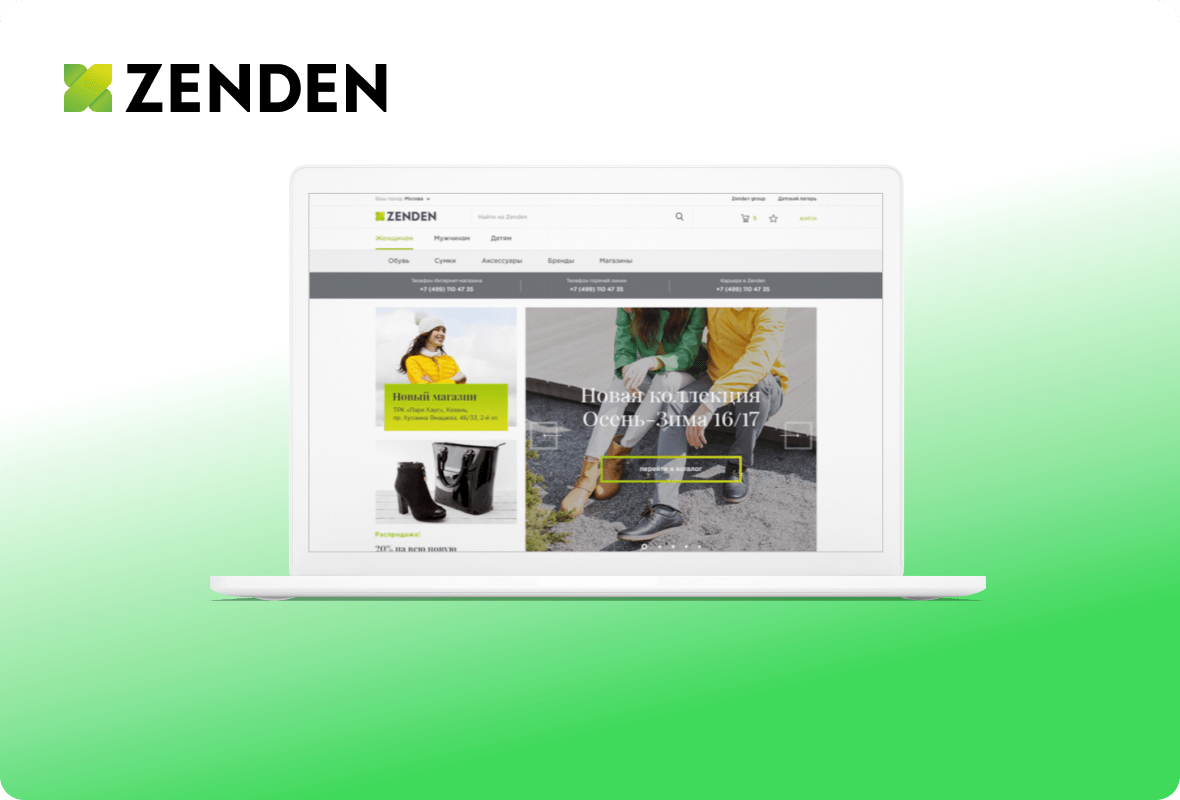 ZENDEN
Ваш город: Москва
Zenden group Детский лагерь
ZENDEN
Найти на Zenden
3
войти
Женщинам Мужчинам Детям
Обувь Сумки Аксессуары Бренды Магазины
Телефон Интернет-магазина
+7 (499) 110 47 35
Телефон горячей линии
+7 (499) 110 47 35
Карьера в Zenden
+7 (499) 110 47 35
Новый магазин
ТРК «Парк Хаус», Казань,
пр. Хусаина Ямашева, 46/33, 2-й эт.
Новая коллекция
Осень-Зима 16/17
перейти в каталог
Распродажа!
20% на всю новую